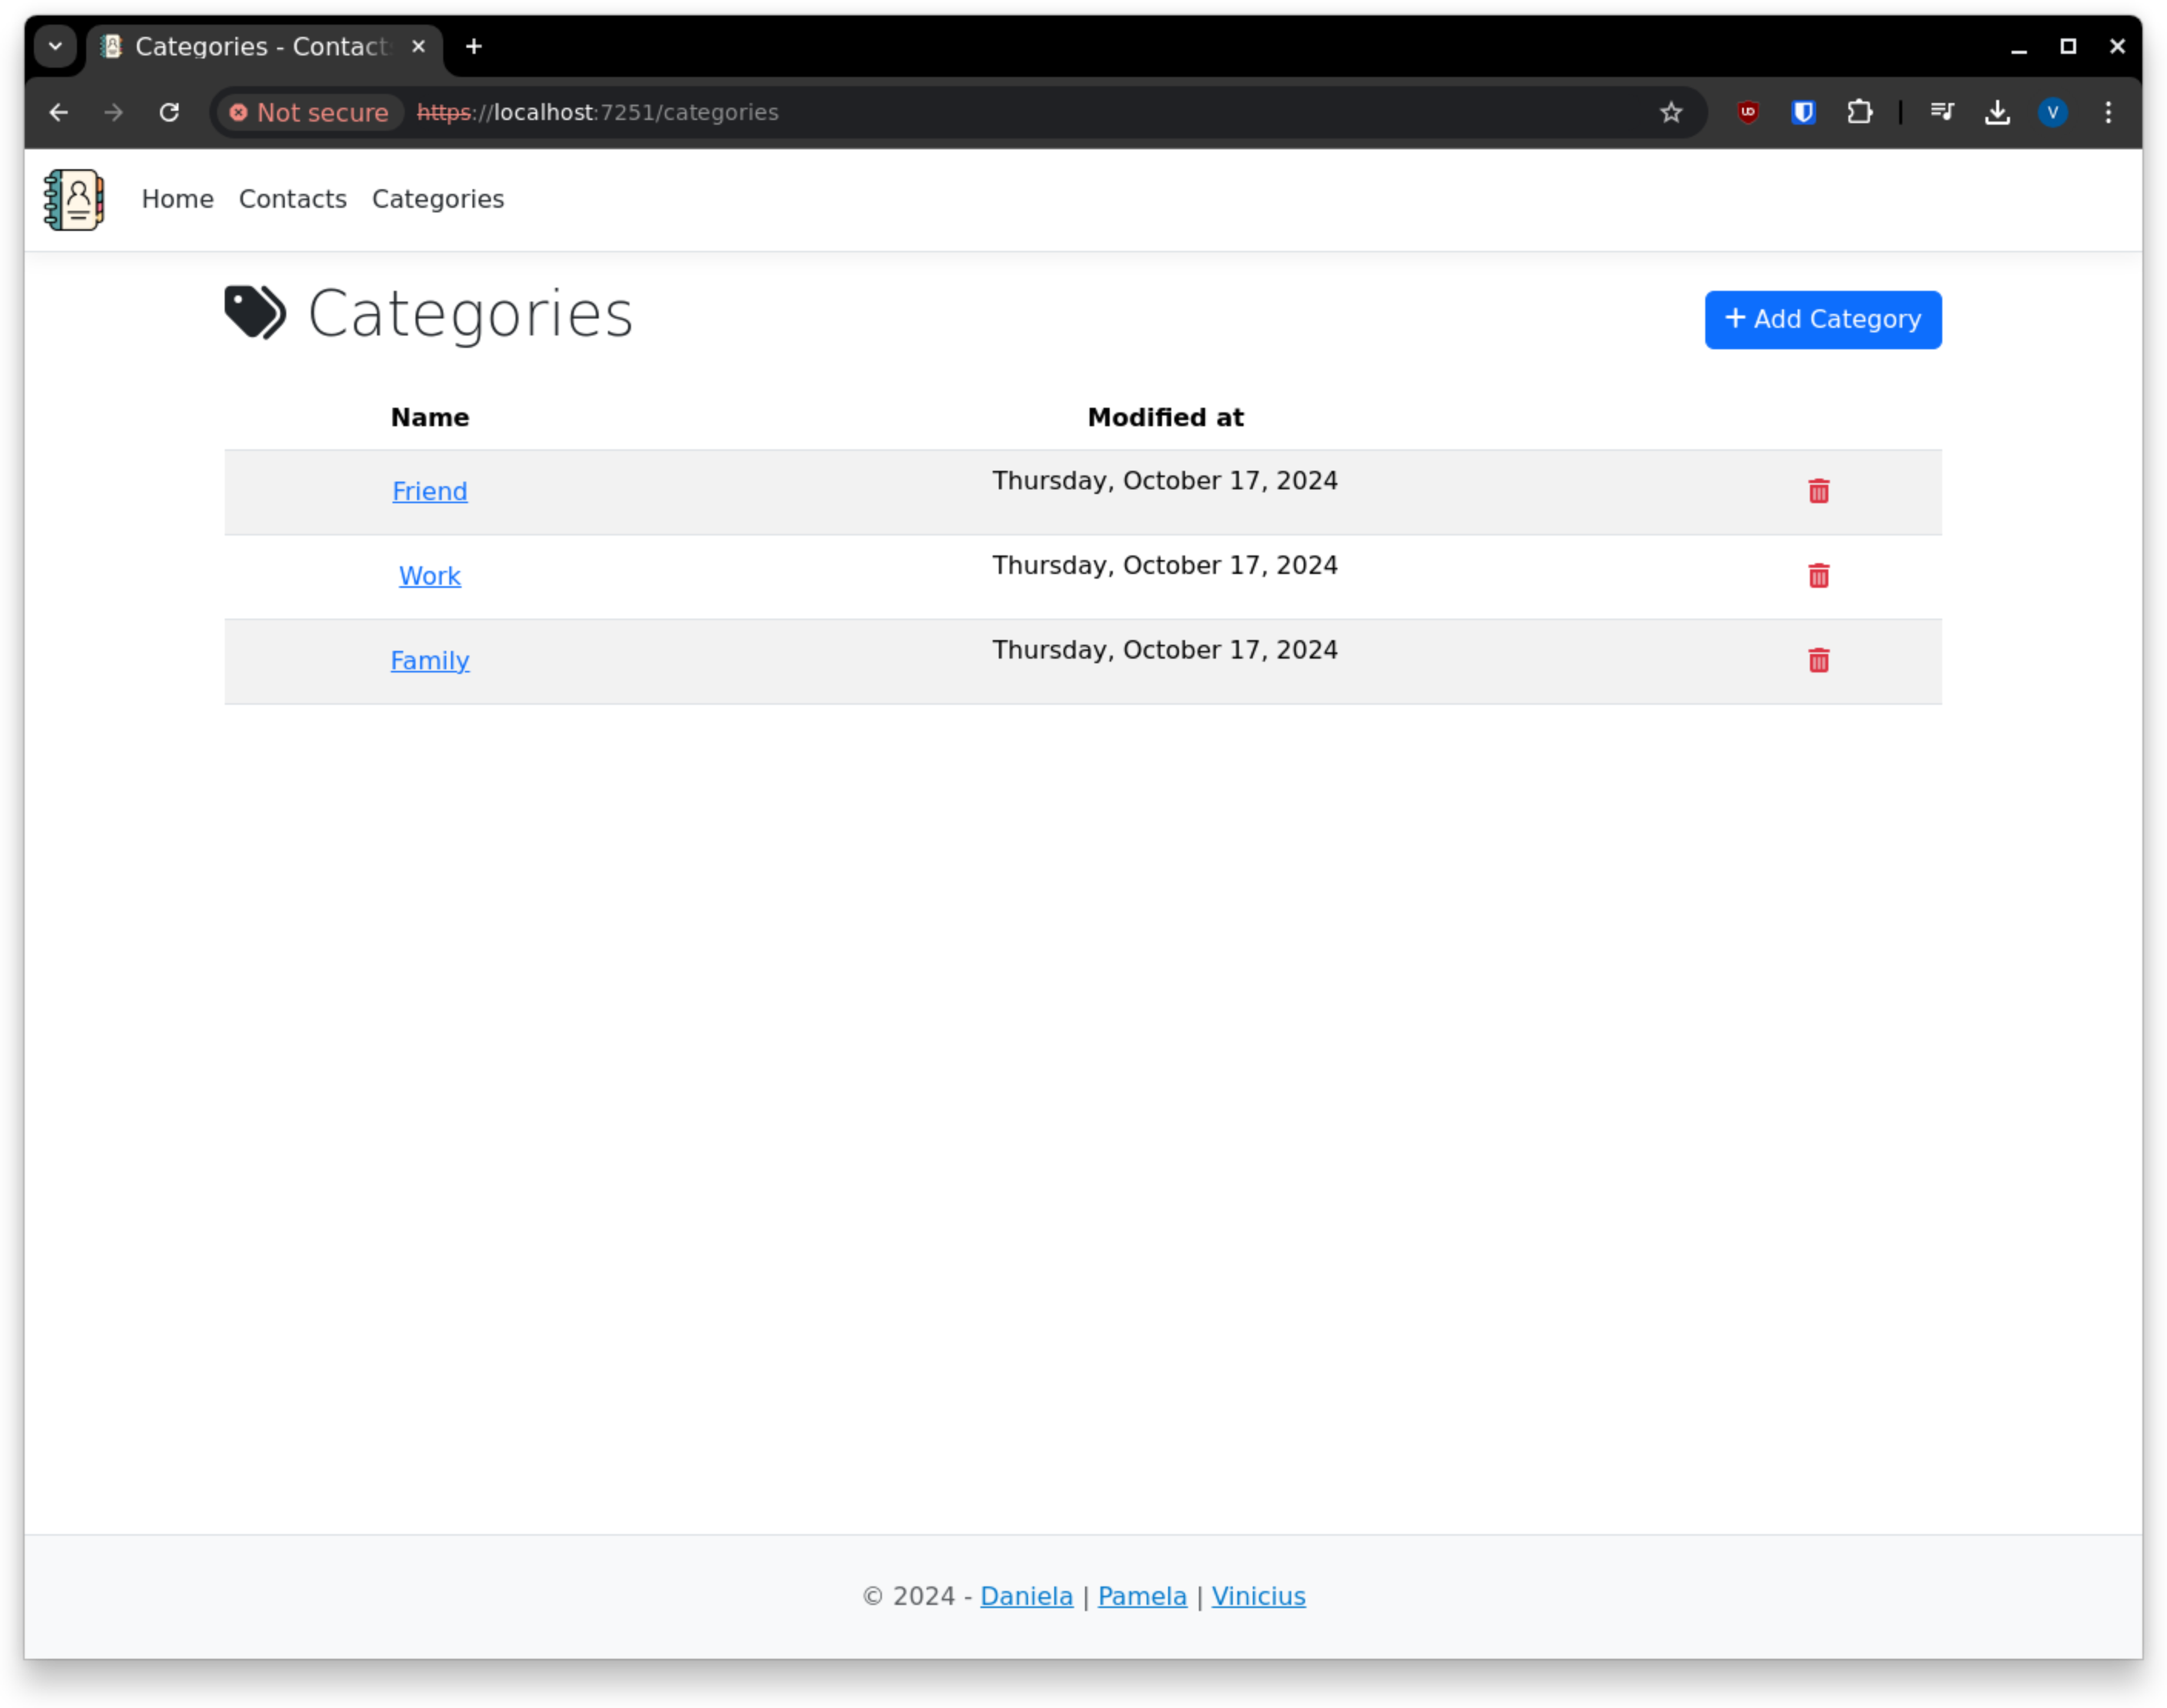 Categories - Contact
Not secure https://localhost:7251/categories
V
Home Contacts Categories
Categories
+ Add Category
Name Modified at
Friend Thursday, October 17, 2024
Work Thursday, October 17, 2024
Family Thursday, October 17, 2024
© 2024 - Daniela | Pamela | Vinicius